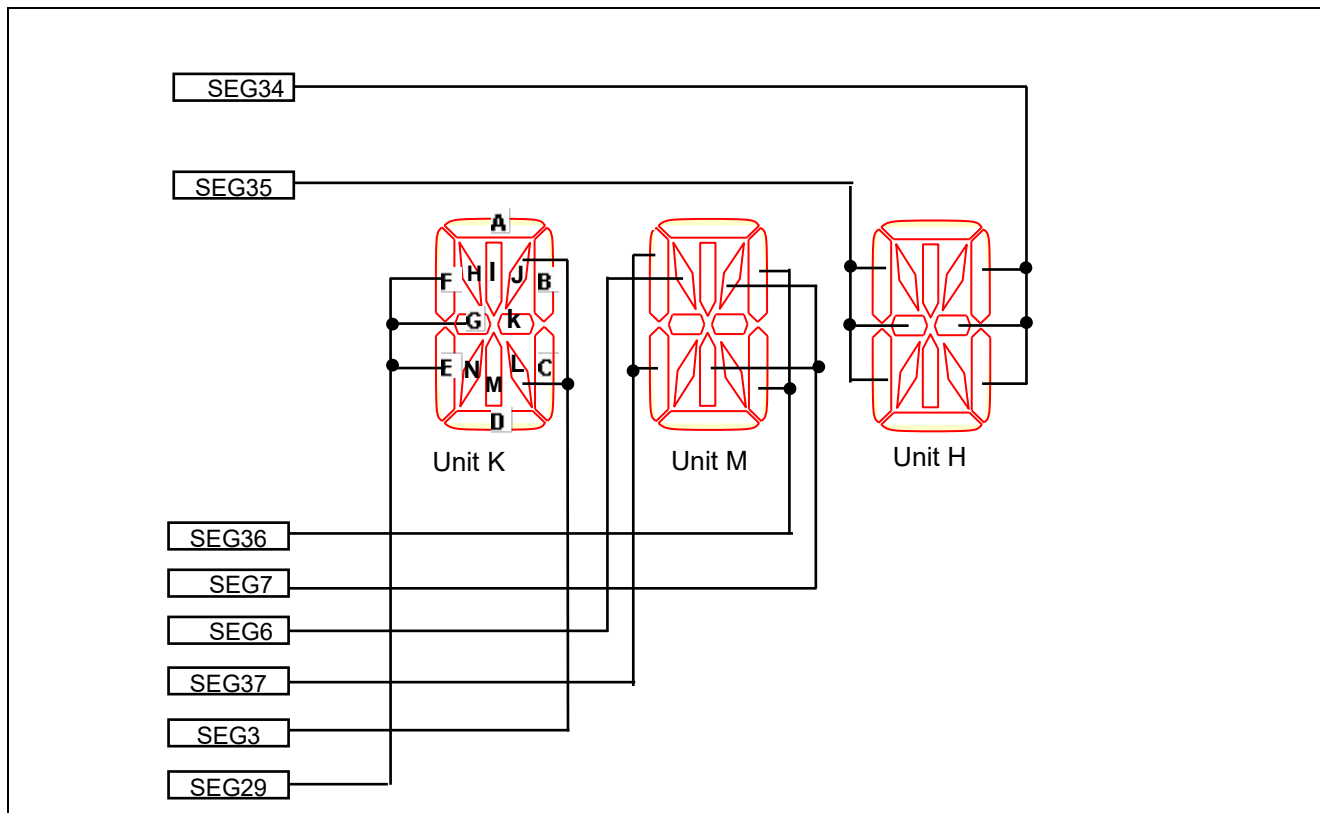 SEG34
SEG35
A
F H I J B
G k
E N M L C
D
Unit K
Unit M
Unit H
SEG36
SEG7
SEG6
SEG37
SEG3
SEG29